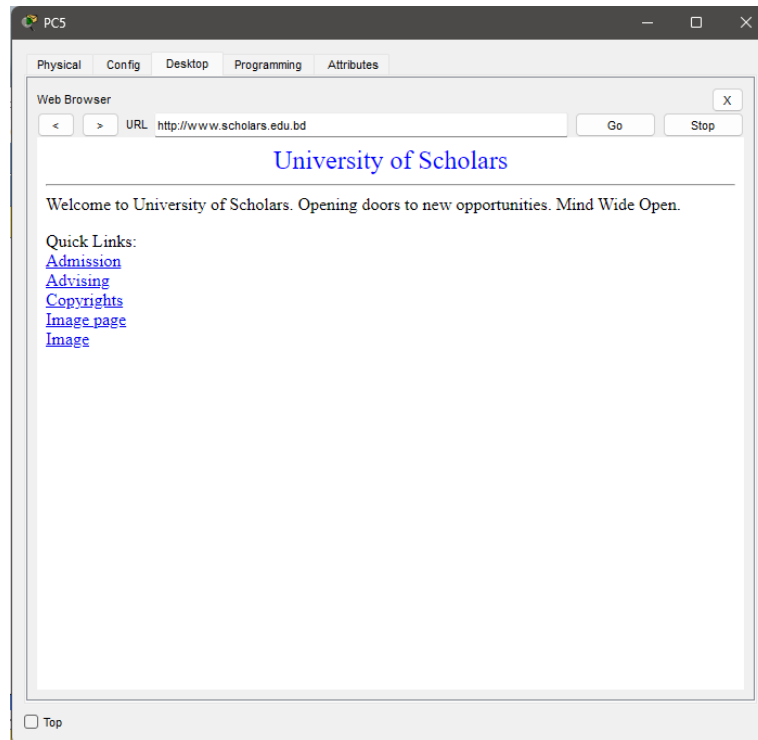 PC5
Physical Config Desktop Programming Attributes
Web Browser
X
< > URL http://www.scholars.edu.bd Go Stop
University of Scholars
Welcome to University of Scholars. Opening doors to new opportunities. Mind Wide Open.
Quick Links:
Admission
Advising
Copyrights
Image page
Image
Top